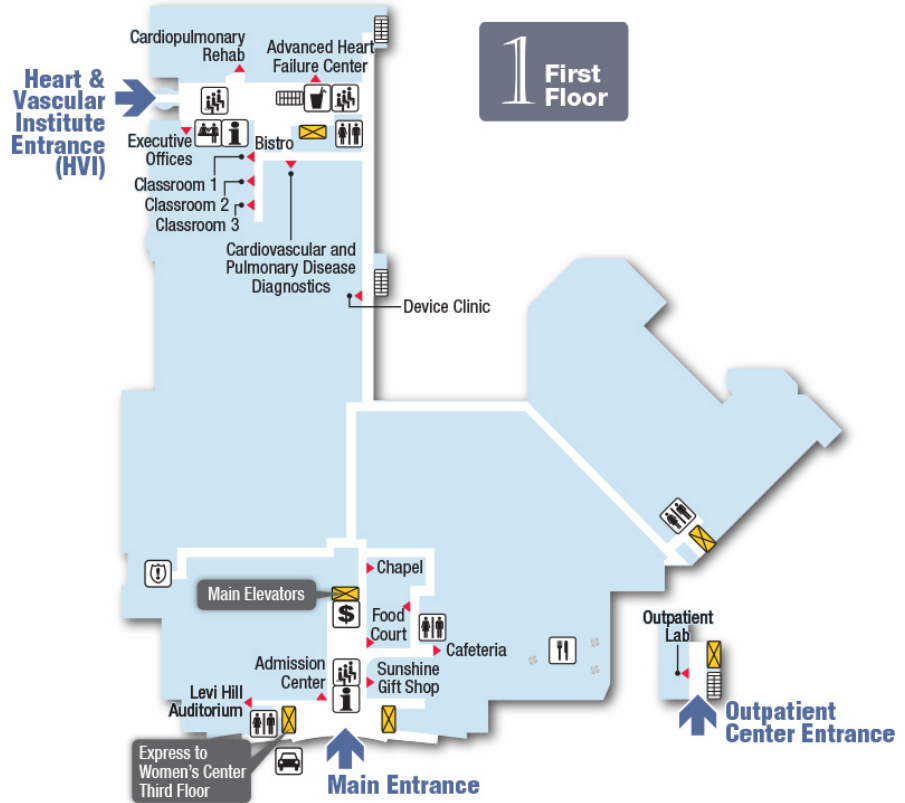 Cardiopulmonary
Rehab
Advanced Heart
Failure Center
1
First
Floor
Heart &
Vascular
Institute
Entrance
(HVI)
Executive
Offices
Bistro
Classroom 1
Classroom 2
Classroom 3
Cardiovascular and
Pulmonary Disease
Diagnostics
Device Clinic
Chapel
Main Elevators
$
Food
Court
Cafeteria
Outpatient
Lab
Admission
Center
Sunshine
Gift Shop
Levi Hill
Auditorium
Outpatient
Center Entrance
Express to
Women's Center
Third Floor
Main Entrance